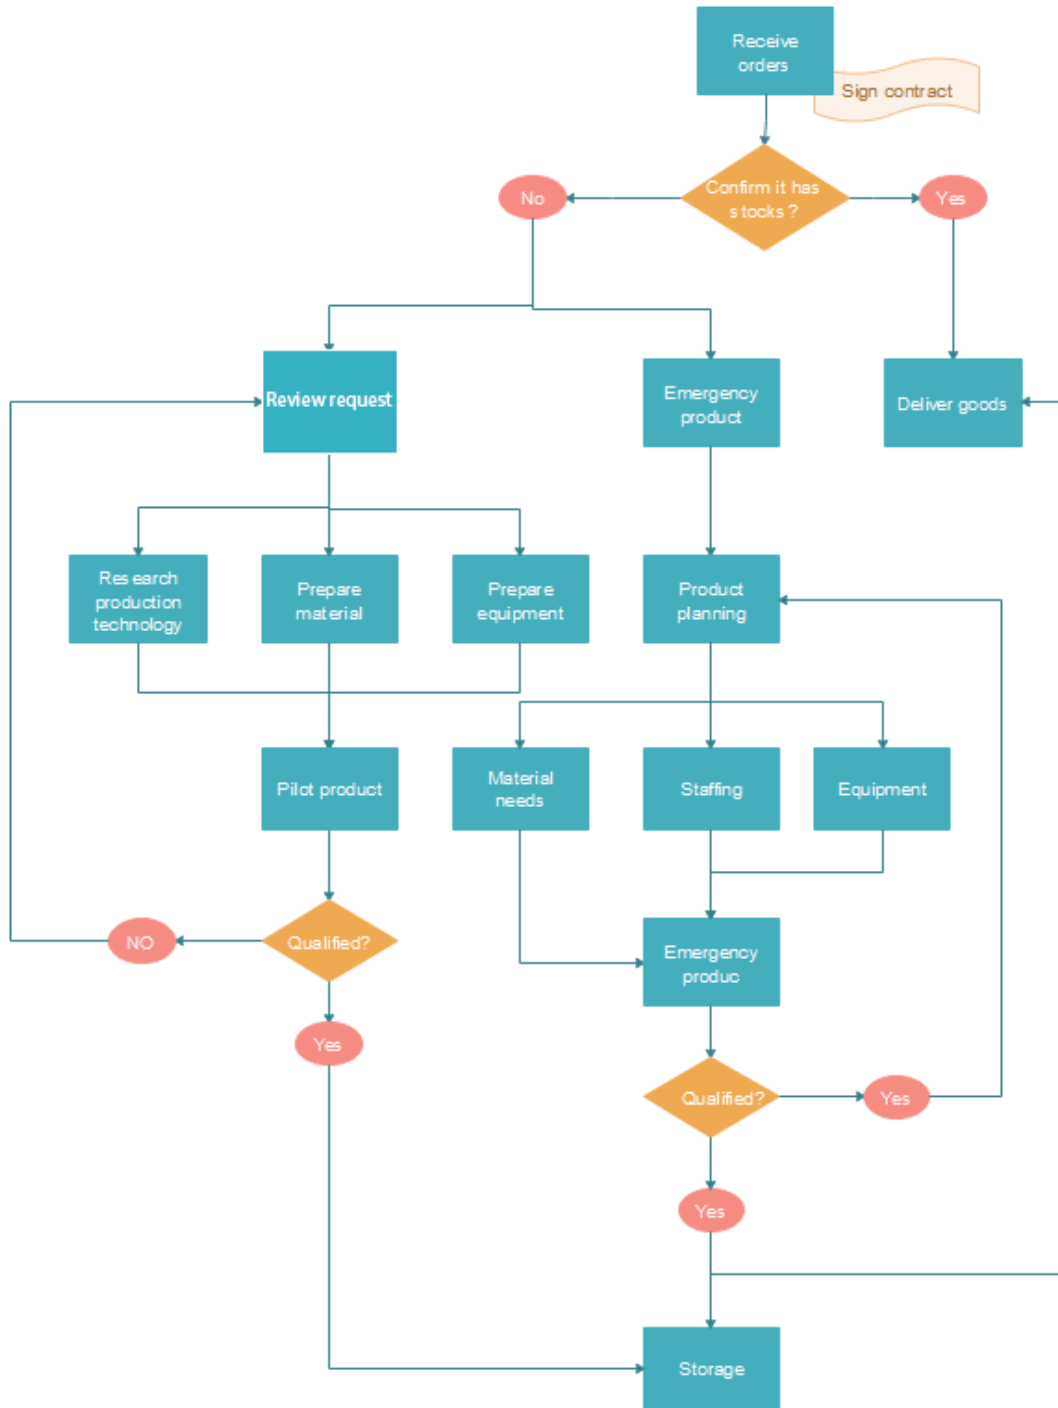 Receive
orders
Sign contract
Confirm it has
stocks ?
No
Yes
Review request
Emergency
product
Deliver goods
Research
production
technology
Prepare
material
Prepare
equipment
Product
planning
Pilot product
Material
needs
Staffing
Equipment
NO
Qualified?
Emergency
produc
Yes
Qualified?
Yes
Yes
Storage